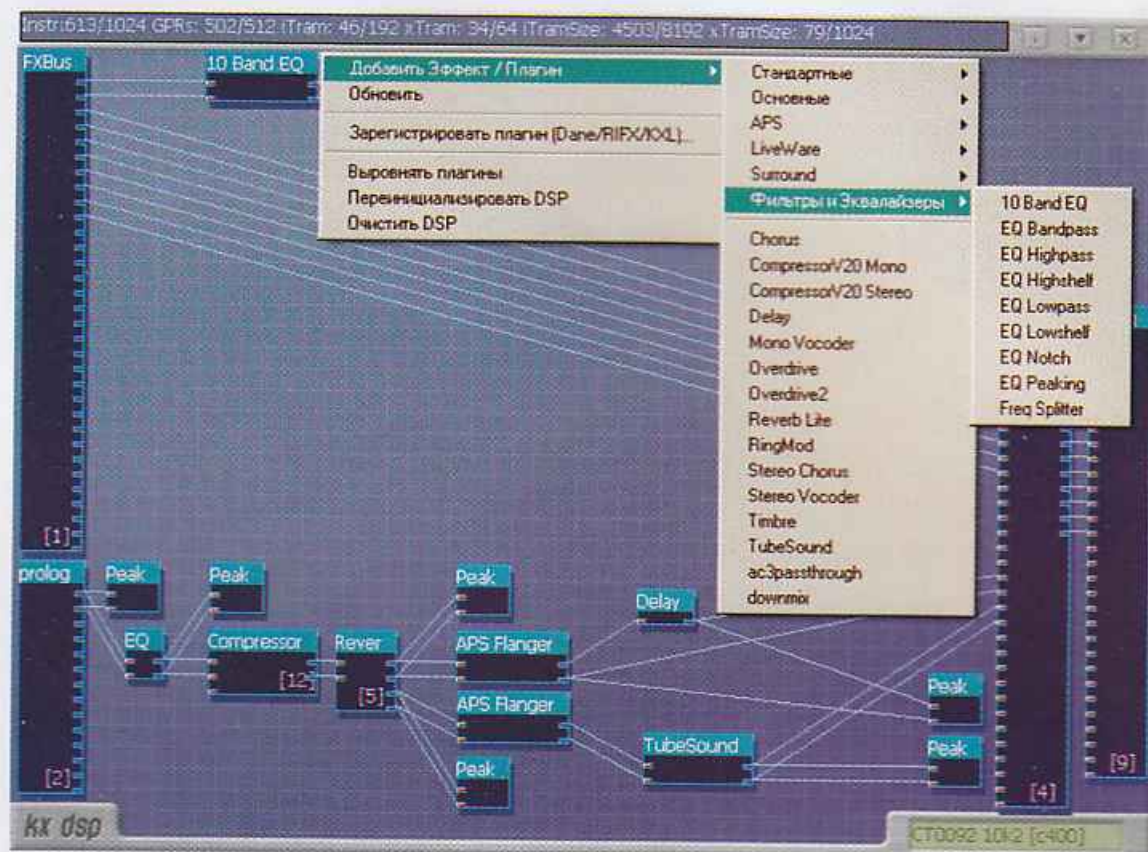 Instr:613/1024 GPRs: 502/512 iTram: 46/192 xTram: 34/64 iTramSize: 4503/8192 xTramSize: 79/1024
FXBus
10 Band EQ
Добавить Эффект / Плагин
Обновить
Зарегистрировать плагин (Dane/RIFX/KXL)...
Выровнять плагины
Переинициализировать DSP
Очистить DSP
Стандартные
Основные
APS
LiveWare
Surround
Фильтры и Эквалайзеры
Chorus
CompressorV20 Mono
CompressorV20 Stereo
Delay
Mono Vocoder
Overdrive
Overdrive2
Reverb Lite
RingMod
Stereo Chorus
Stereo Vocoder
Timbre
TubeSound
ac3passthrough
downmix
10 Band EQ
EQ Bandpass
EQ Highpass
EQ Highshelf
EQ Lowpass
EQ Lowshelf
EQ Notch
EQ Peaking
Freq Splitter
[1]
prolog
Peak
Peak
Peak
Delay
EQ
Compressor
[12]
Rever
[5]
APS Flanger
APS Flanger
Peak
TubeSound
Peak
Peak
[2]
[4]
[9]
kx dsp
CT0092 10k2 [c400]